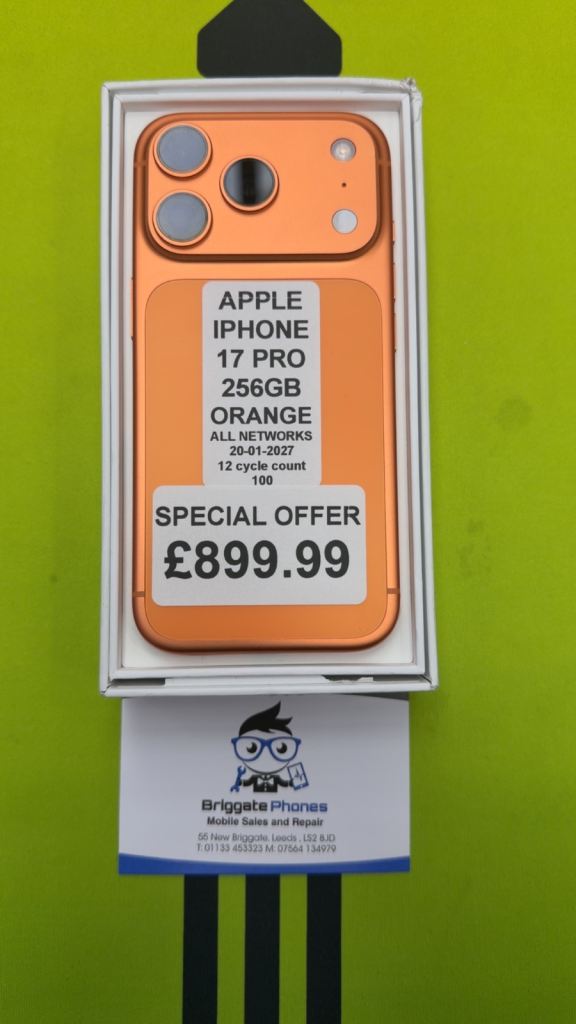 APPLE
IPHONE
17 PRO
256GB
ORANGE
ALL NETWORKS
20-01-2027
12 cycle count
100
SPECIAL OFFER
£899.99
Briggate Phones
Mobile Sales and Repair
55 New Briggate, Leeds , LS2 8JD
T: 01133 453323 M: 07564 134979